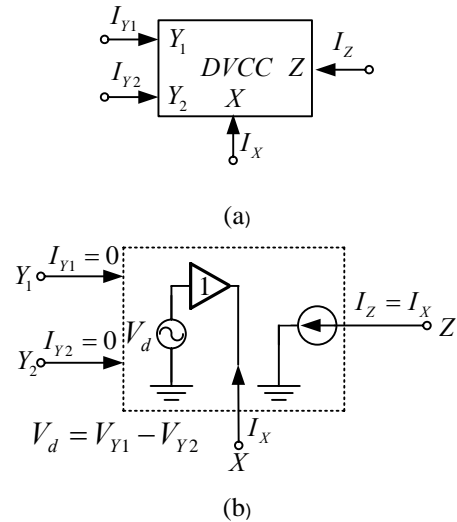 I_{Y1}
Y_1
DVCC
Z
I_Z
I_{Y2}
Y_2
X
I_X
(a)
Y_1
I_{Y1} = 0
1
I_Z = I_X
Z
Y_2
I_{Y2} = 0
V_d
V_d = V_{Y1} − V_{Y2}
I_X
X
(b)